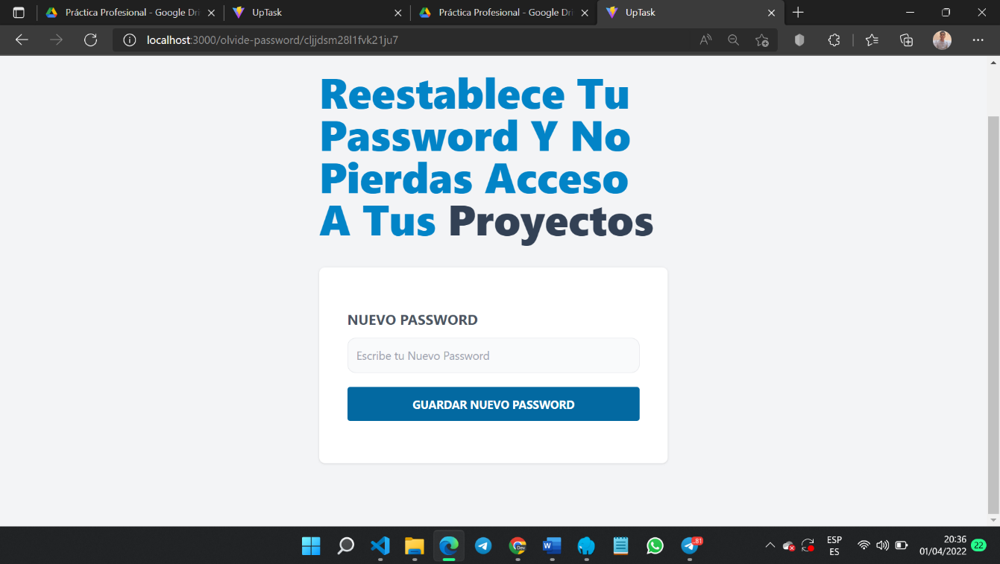 Práctica Profesional - Google Dri
UpTask
Práctica Profesional - Google Dri
UpTask
localhost:3000/olvide-password/cljjdsm28l1fvk21ju7
Reestablece Tu
Password Y No
Pierdas Acceso
A Tus Proyectos
NUEVO PASSWORD
Escribe tu Nuevo Password
GUARDAR NUEVO PASSWORD
Dev
W
81
ESP
ES
20:36
01/04/2022
22